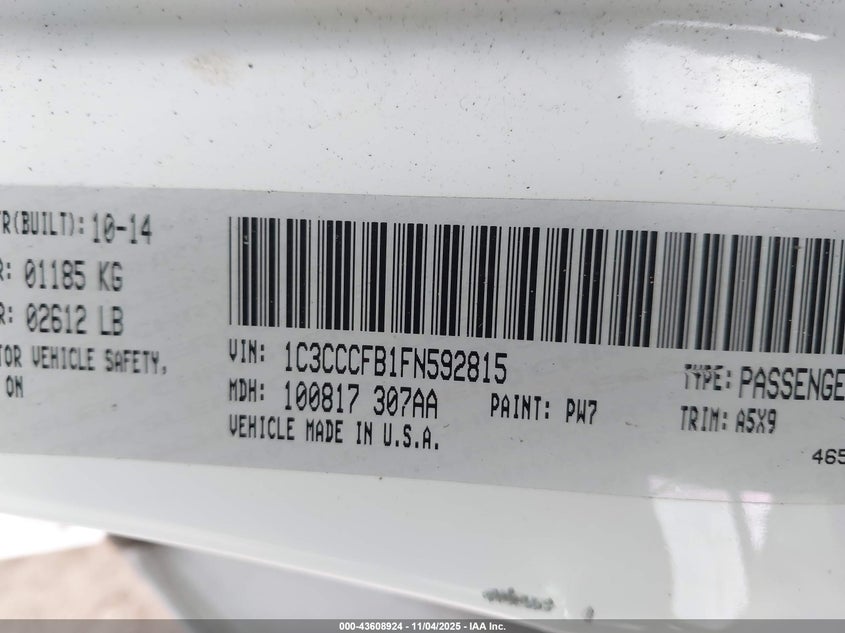 TR(BUILT): 10-14
R: 01185 KG
R: 02612 LB
TOR VEHICLE SAFETY,
ON
VIN: 1C3CCCFB1FN592815
MDH: 100817 307AA
PAINT: PW7
VEHICLE MADE IN U.S.A.
TYPE: PASSENGE
TRIM: A5X9
465
000-43608924 - 11/04/2025 - IAA Inc.